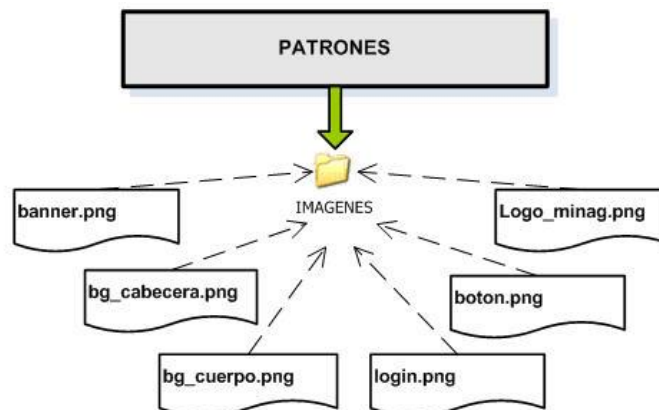 PATRONES
IMAGENES
banner.png
Logo_minag.png
bg_cabecera.png
boton.png
bg_cuerpo.png
login.png